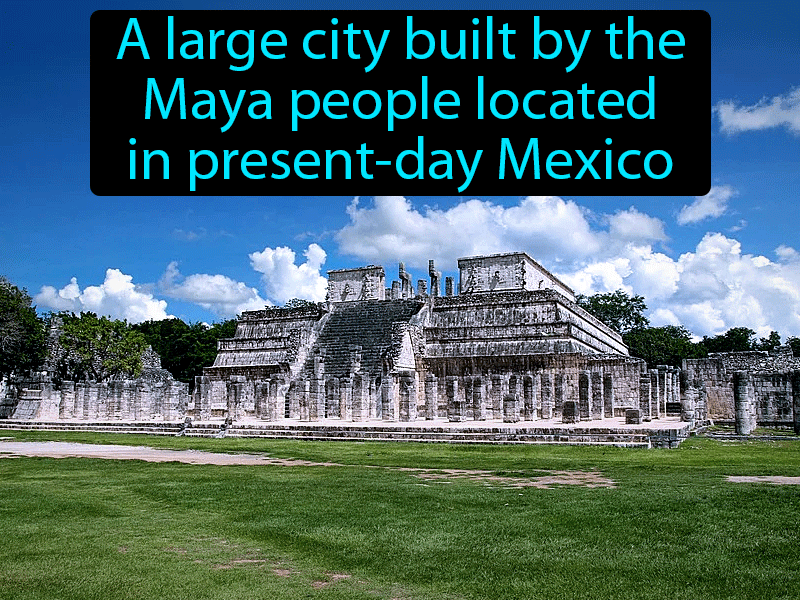 A large city built by the
Maya people located
in present-day Mexico